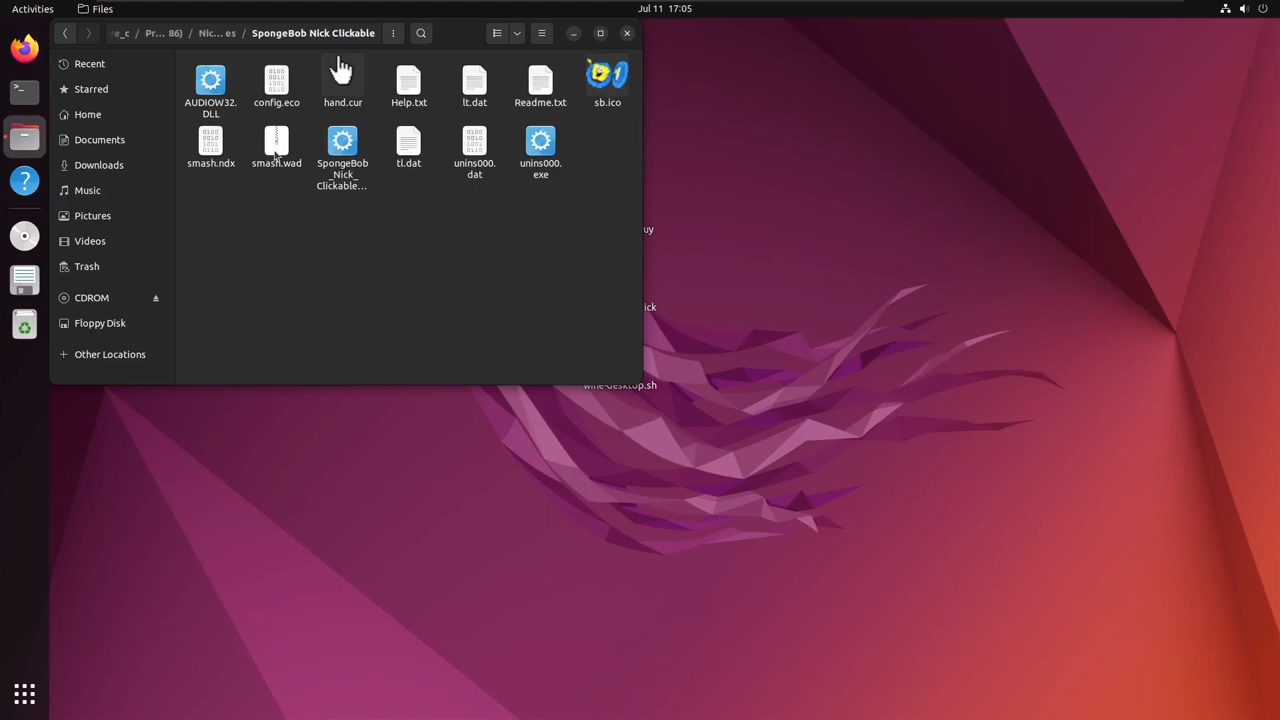 Activities
Files
Jul 11 17:05
e_c / Pr... 86) / Nic... es / SpongeBob Nick Clickable
Recent
Starred
Home
Documents
Downloads
Music
Pictures
Videos
Trash
CDROM
Floppy Disk
Other Locations
AUDIOW32.
DLL
config.eco
hand.cur
Help.txt
lt.dat
Readme.txt
sb.ico
smash.ndx
smash.wad
SpongeBob
_Nick_
Clickable...
tl.dat
unins000.
dat
unins000.
exe
uy
ick
wine-desktop.sh